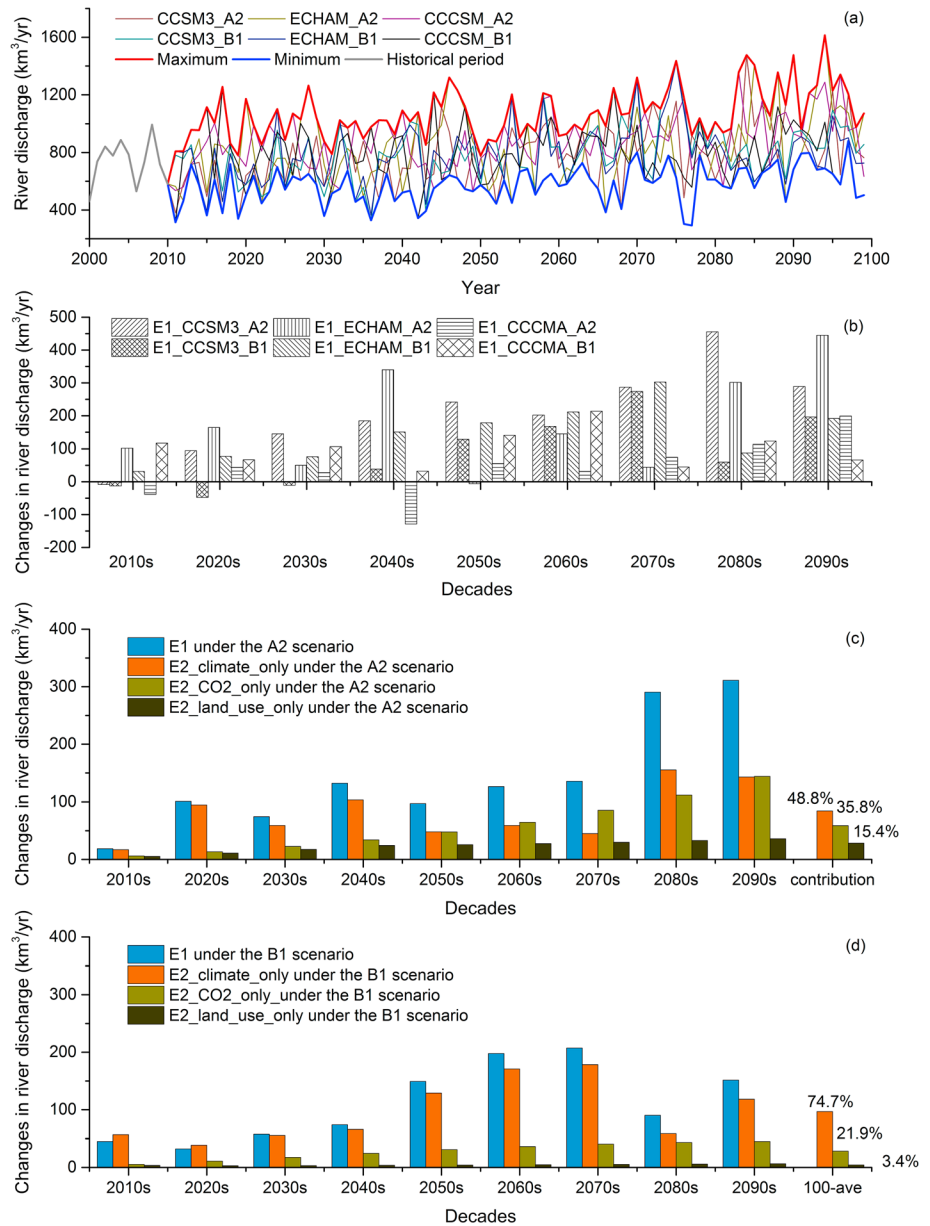 CCSM3_A2 ECHAM_A2 CCCSM_A2 (a)
CCSM3_B1 ECHAM_B1 CCCSM_B1
Maximum Minimum Historical period
River discharge (km³/yr)
1600
1200
800
400
2000 2010 2020 2030 2040 2050 2060 2070 2080 2090 2100
Year
E1_CCSM3_A2 E1_ECHAM_A2 E1_CCCMA_A2 (b)
E1_CCSM3_B1 E1_ECHAM_B1 E1_CCCMA_B1
Changes in river discharge (km³/yr)
500
400
300
200
100
0
-100
-200
2010s 2020s 2030s 2040s 2050s 2060s 2070s 2080s 2090s
Decades
(c)
E1 under the A2 scenario
E2_climate_only under the A2 scenario
E2_CO2_only under the A2 scenario
E2_land_use_only under the A2 scenario
Changes in river discharge (km³/yr)
400
300
200
100
0
48.8% 35.8%
15.4%
2010s 2020s 2030s 2040s 2050s 2060s 2070s 2080s 2090s contribution
Decades
(d)
E1 under the B1 scenario
E2_climate_only under the B1 scenario
E2_CO2_only_under the B1 scenario
E2_land_use_only under the B1 scenario
Changes in river discharge (km³/yr)
400
300
200
100
0
74.7%
21.9%
3.4%
2010s 2020s 2030s 2040s 2050s 2060s 2070s 2080s 2090s 100-ave
Decades